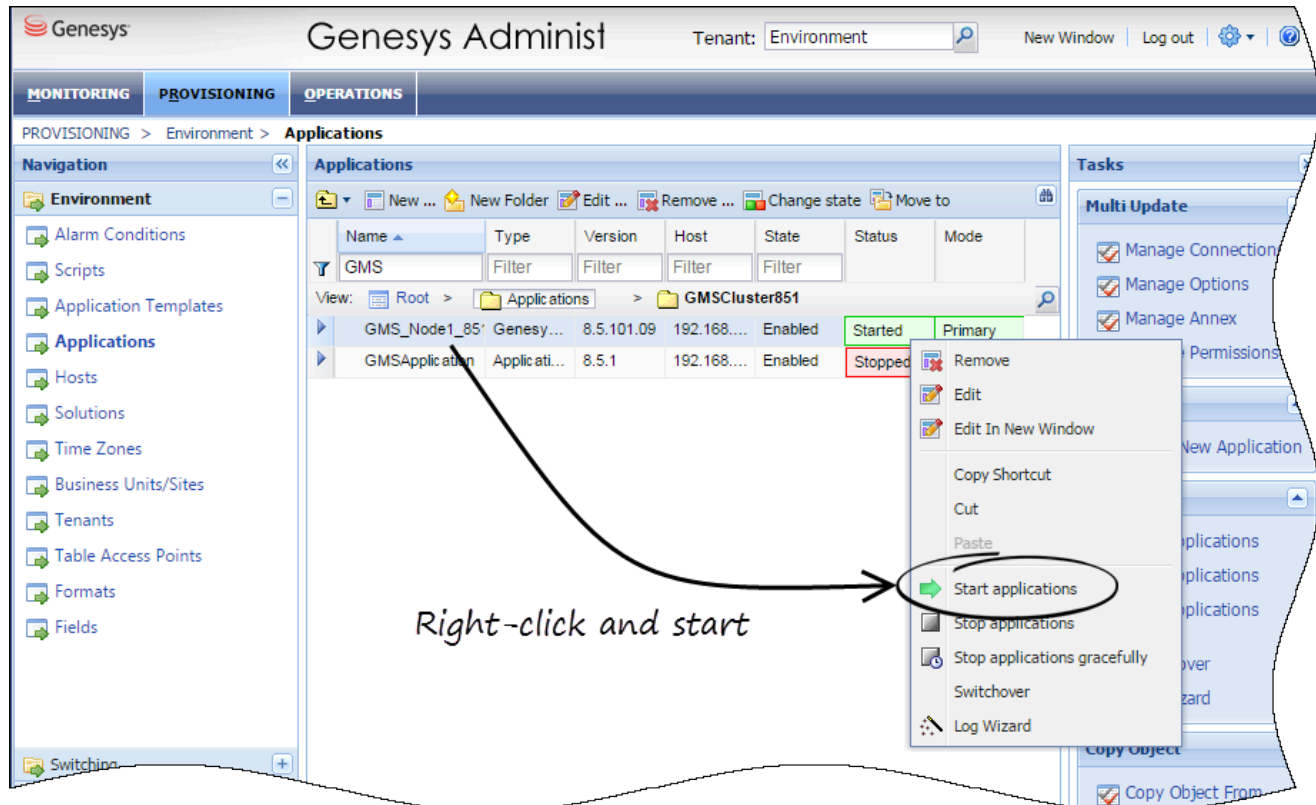 Genesys
Genesys Administ
Tenant: Environment
New Window | Log out
MONITORING PROVISIONING OPERATIONS
PROVISIONING > Environment > Applications
Navigation
Environment
Alarm Conditions
Scripts
Application Templates
Applications
Hosts
Solutions
Time Zones
Business Units/Sites
Tenants
Table Access Points
Formats
Fields
Switching
Applications
New ... New Folder Edit ... Remove ... Change state Move to
Name Type Version Host State Status Mode
GMS Filter Filter Filter Filter
View: Root > Applications > GMSCluster851
GMS_Node1_851 Genesy... 8.5.101.09 192.168.... Enabled Started Primary
GMSApplication Applicati... 8.5.1 192.168.... Enabled Stopped
Remove
Edit
Edit In New Window
Copy Shortcut
Cut
Paste
Start applications
Stop applications
Stop applications gracefully
Switchover
Log Wizard
Right-click and start
Tasks
Multi Update
Manage Connection
Manage Options
Manage Annex
Permissions
New Application
pplications
pplications
pplications
over
zard
Copy Object
Copy Object From